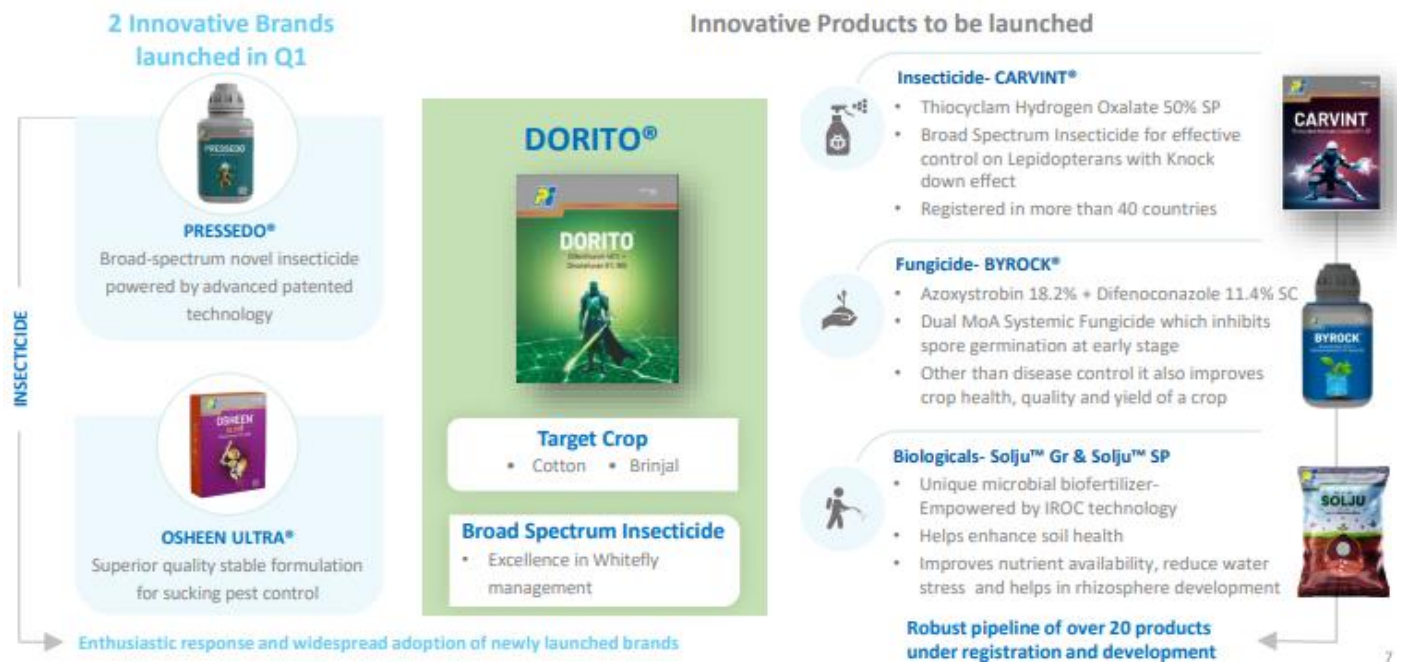 2 Innovative Brands
launched in Q1
INSECTICIDE
PRESSEDO
PRESSEDO®
Broad-spectrum novel insecticide
powered by advanced patented
technology
OSHEEN
OSHEEN ULTRA®
Superior quality stable formulation
for sucking pest control
Enthusiastic response and widespread adoption of newly launched brands
Innovative Products to be launched
DORITO®
DORITO
Target Crop
• Cotton • Brinjal
Broad Spectrum Insecticide
• Excellence in Whitefly
management
Insecticide- CARVINT®
• Thiocyclam Hydrogen Oxalate 50% SP
• Broad Spectrum Insecticide for effective
control on Lepidopterans with Knock
down effect
• Registered in more than 40 countries
CARVINT
Fungicide- BYROCK®
• Azoxystrobin 18.2% + Difenoconazole 11.4% SC
• Dual MoA Systemic Fungicide which inhibits
spore germination at early stage
• Other than disease control it also improves
crop health, quality and yield of a crop
BYROCK
Biologicals- Solju™ Gr & Solju™ SP
• Unique microbial biofertilizer-
Empowered by IROC technology
• Helps enhance soil health
• Improves nutrient availability, reduce water
stress and helps in rhizosphere development
SOLJU
Robust pipeline of over 20 products
under registration and development
7